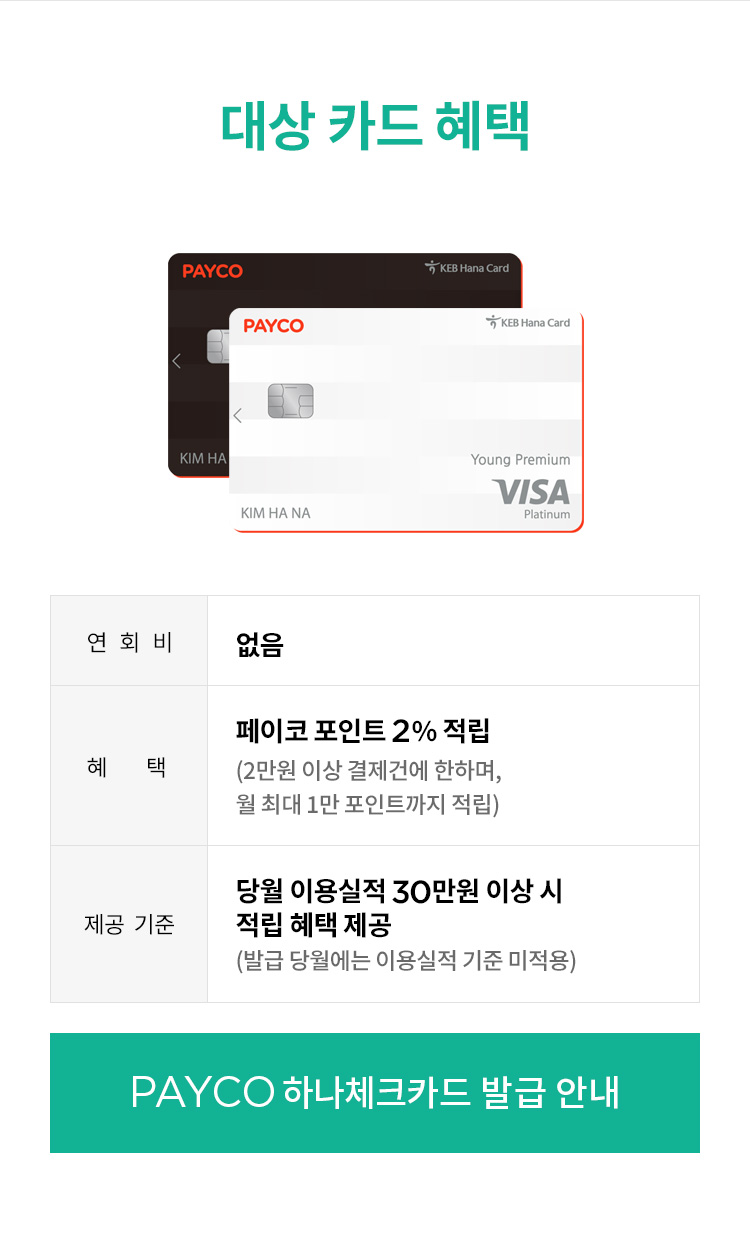 대상 카드 혜택
PAYCO
KEB Hana Card
KIM HA
PAYCO
KEB Hana Card
Young Premium
VISA
Platinum
KIM HA NA
연 회 비
없음
혜 택
페이코 포인트 2% 적립
(2만원 이상 결제건에 한하며,
월 최대 1만 포인트까지 적립)
제공 기준
당월 이용실적 30만원 이상 시
적립 혜택 제공
(발급 당월에는 이용실적 기준 미적용)
PAYCO 하나체크카드 발급 안내